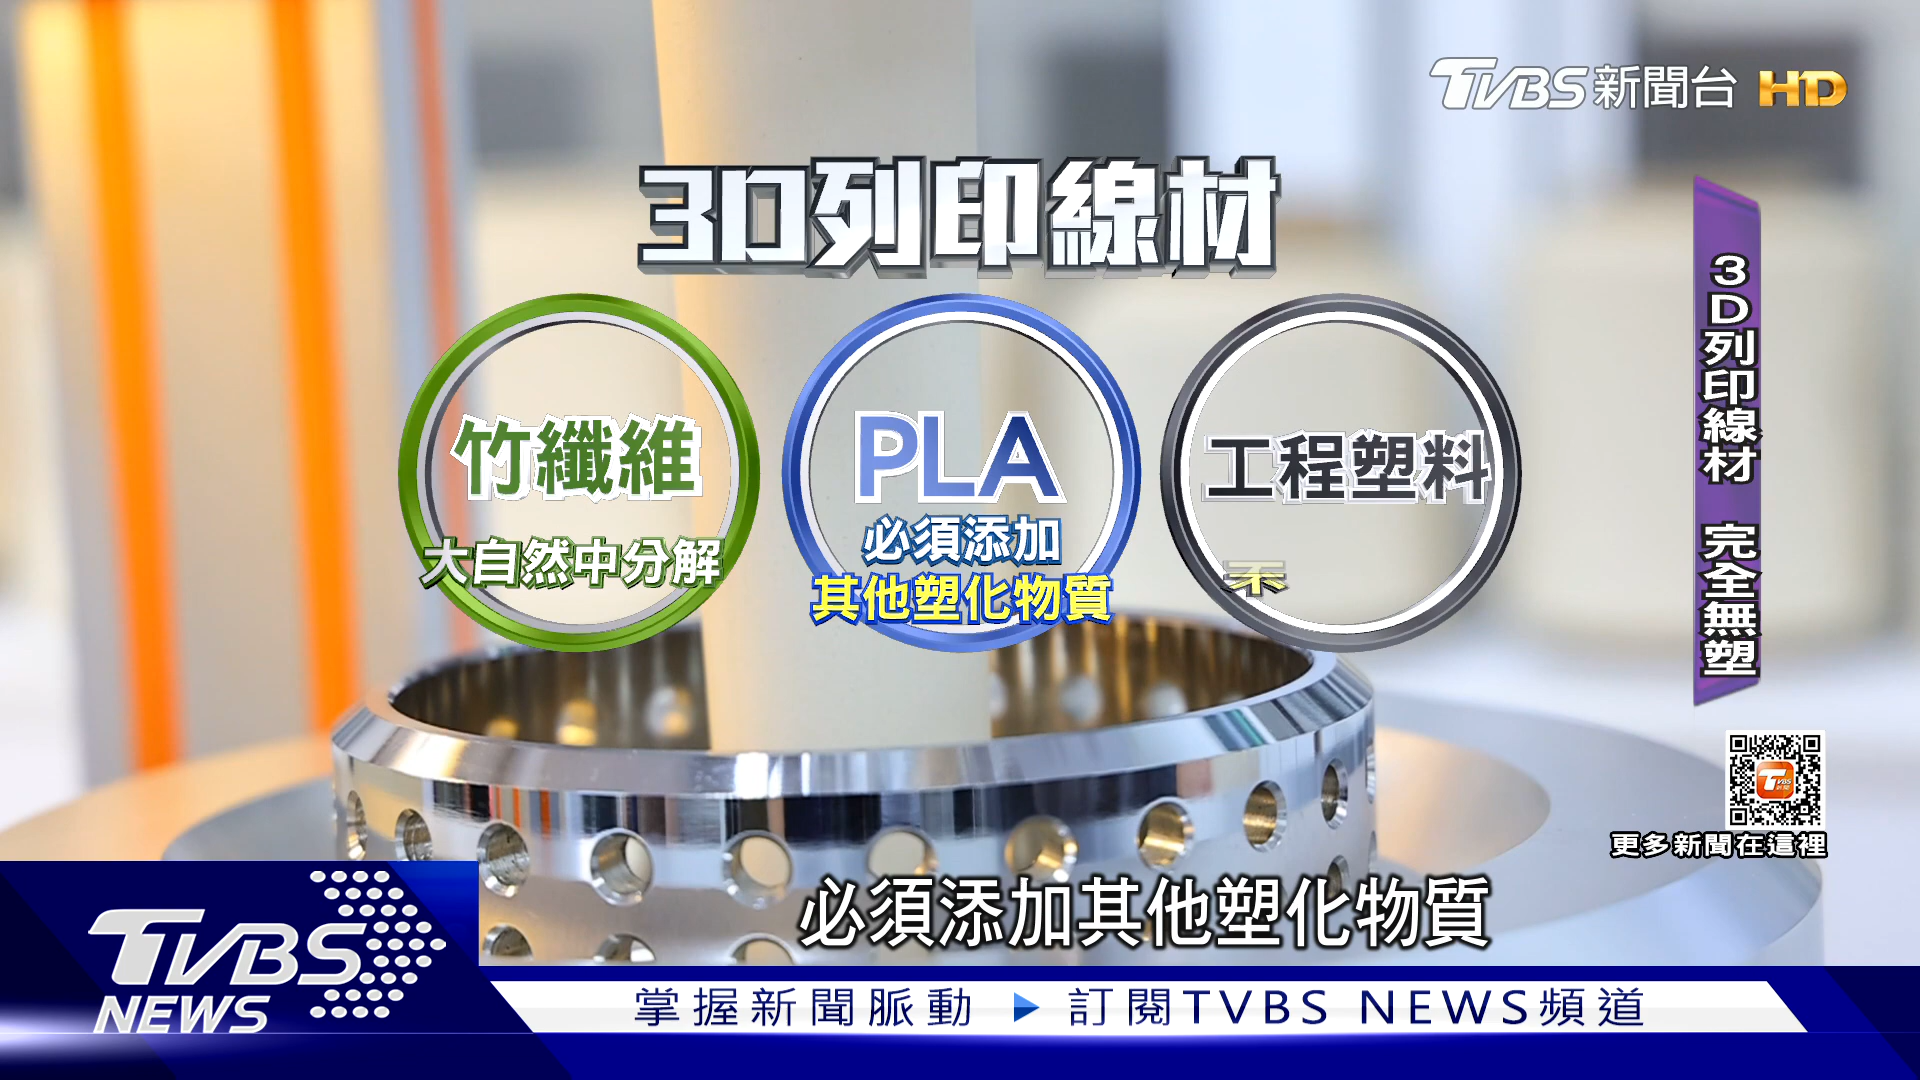 TVBS新聞台 HD
3D列印線材
竹纖維
大自然中分解
PLA
必須添加
其他塑化物質
工程塑料
不
3D列印線材 完全無塑
更多新聞在這裡
必須添加其他塑化物質
TVBS NEWS
掌握新聞脈動 ▶ 訂閱TVBS NEWS頻道